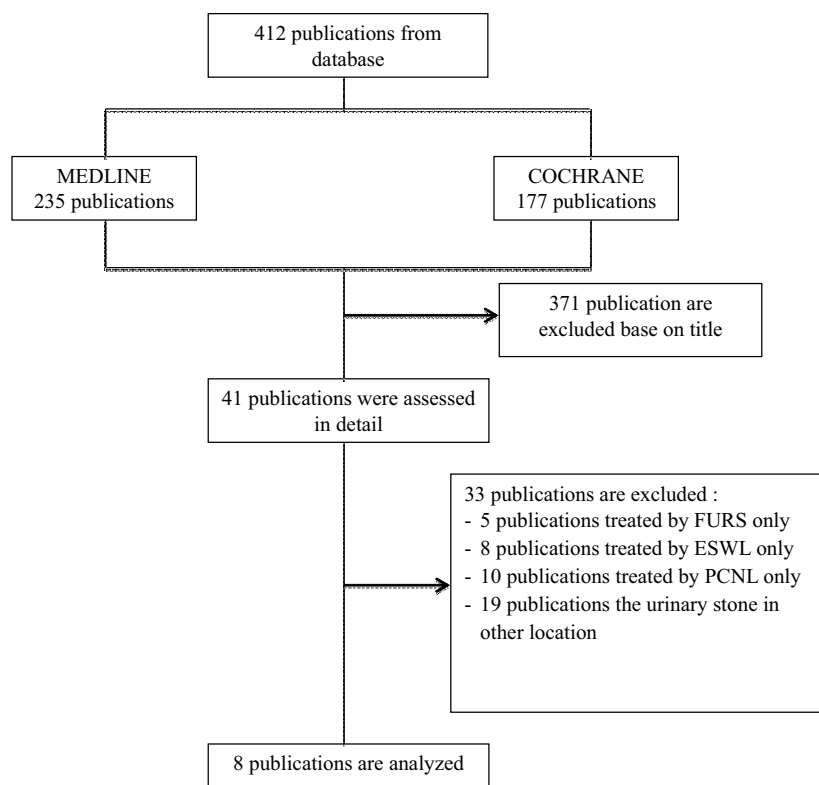 412 publications from
database
MEDLINE
235 publications
COCHRANE
177 publications
371 publication are
excluded base on title
41 publications were assessed
in detail
33 publications are excluded :
- 5 publications treated by FURS only
- 8 publications treated by ESWL only
- 10 publications treated by PCNL only
- 19 publications the urinary stone in
other location
8 publications are analyzed